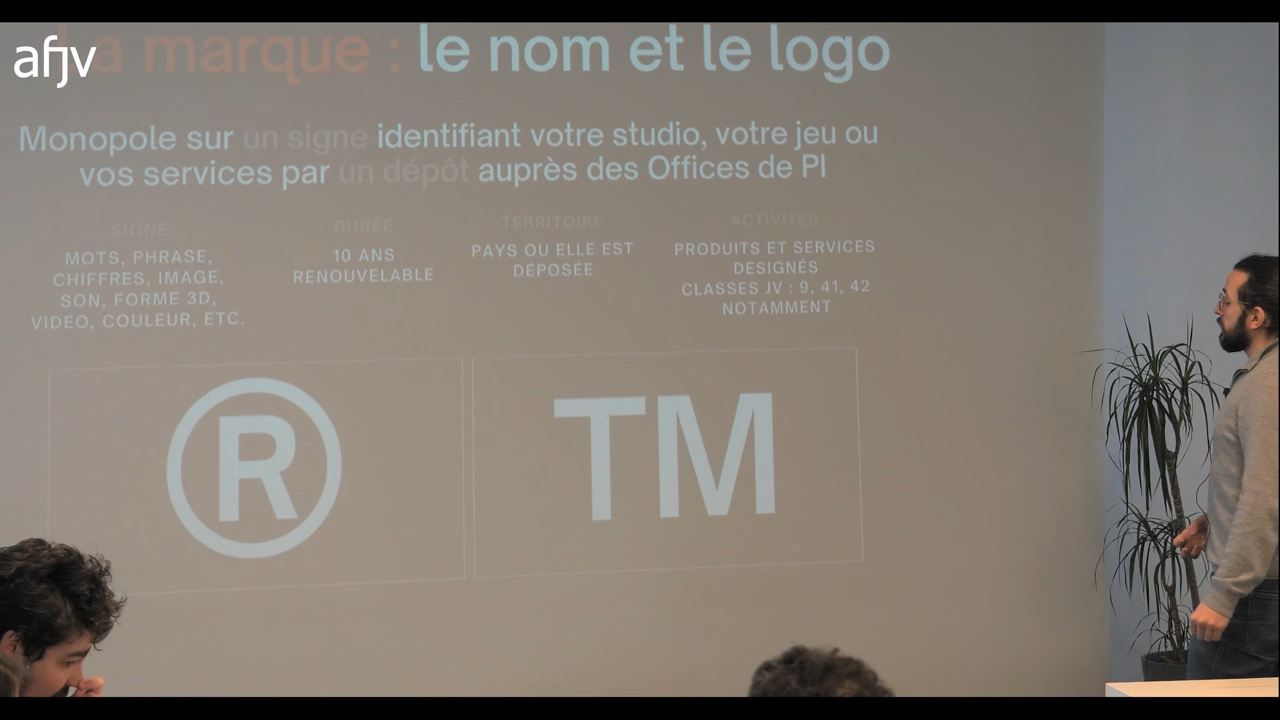 afjv
La marque : le nom et le logo
Monopole sur un signe identifiant votre studio, votre jeu ou
vos services par un dépôt auprès des Offices de PI
SIGNE
MOTS, PHRASE,
CHIFFRES, IMAGE,
SON, FORME 3D,
VIDEO, COULEUR, ETC.
DURÉE
10 ANS
RENOUVELABLE
TERRITOIRE
PAYS OU ELLE EST
DÉPOSÉE
ACTIVITÉS
PRODUITS ET SERVICES
DESIGNÉS
CLASSES JV : 9, 41, 42
NOTAMMENT
®
TM